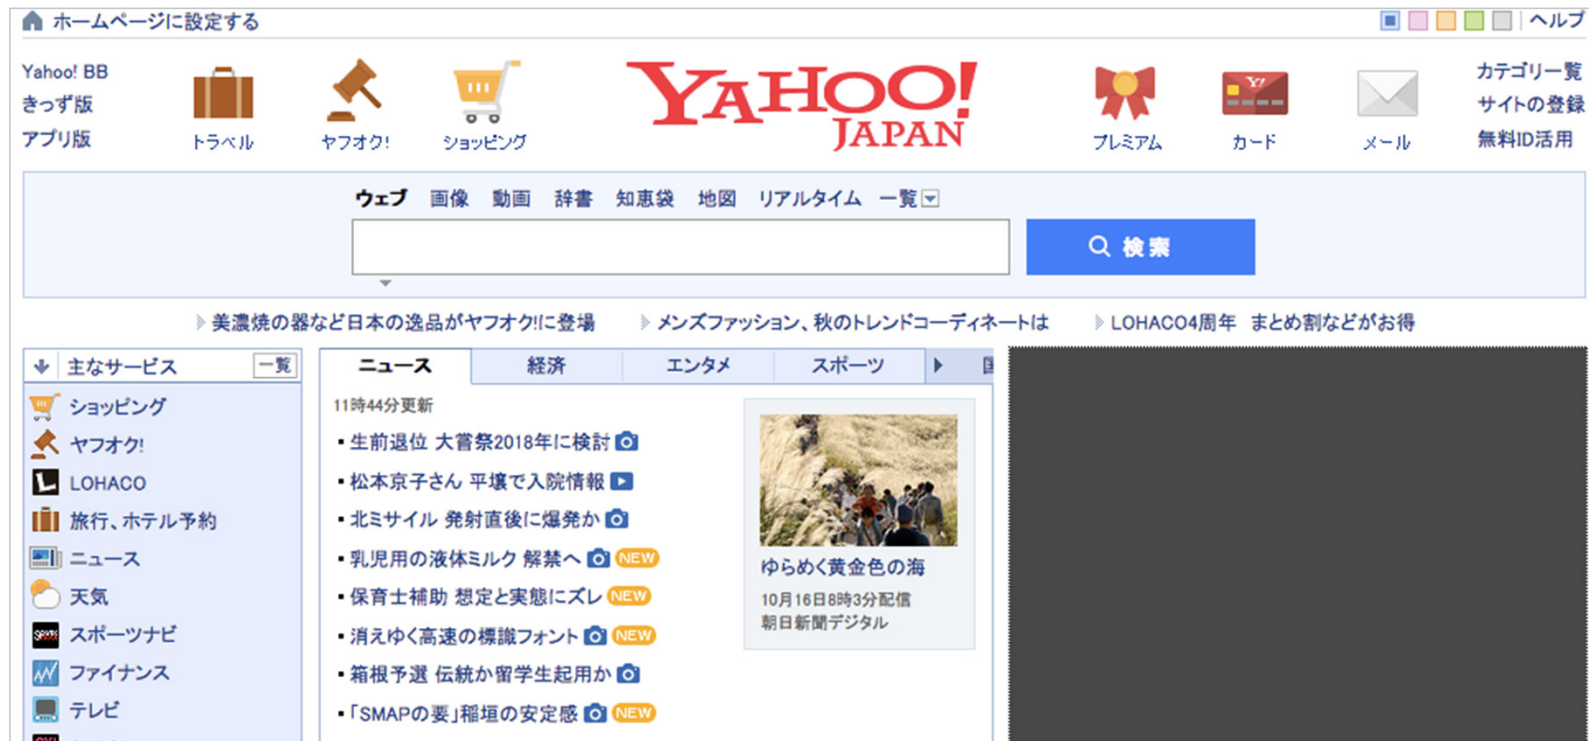 ホームページに設定する
ヘルプ
Yahoo! BB
きっず版
アプリ版
トラベル
ヤフオク!
ショッピング
YAHOO!
JAPAN
プレミアム
Y!
カード
メール
カテゴリ一覧
サイトの登録
無料ID活用
ウェブ 画像 動画 辞書 知恵袋 地図 リアルタイム 一覧
検索
美濃焼の器など日本の逸品がヤフオク!に登場
メンズファッション、秋のトレンドコーディネートは
LOHACO4周年 まとめ割などがお得
主なサービス 一覧
ショッピング
ヤフオク!
L LOHACO
旅行、ホテル予約
ニュース
天気
スポーツナビ
ファイナンス
テレビ
ニュース 経済 エンタメ スポーツ
11時44分更新
生前退位 大嘗祭2018年に検討
松本京子さん 平壌で入院情報
北ミサイル 発射直後に爆発か
乳児用の液体ミルク 解禁へ NEW
保育士補助 想定と実態にズレ NEW
消えゆく高速の標識フォント NEW
箱根予選 伝統か留学生起用か
「SMAPの要」稲垣の安定感 NEW
ゆらめく黄金色の海
10月16日8時3分配信
朝日新聞デジタル